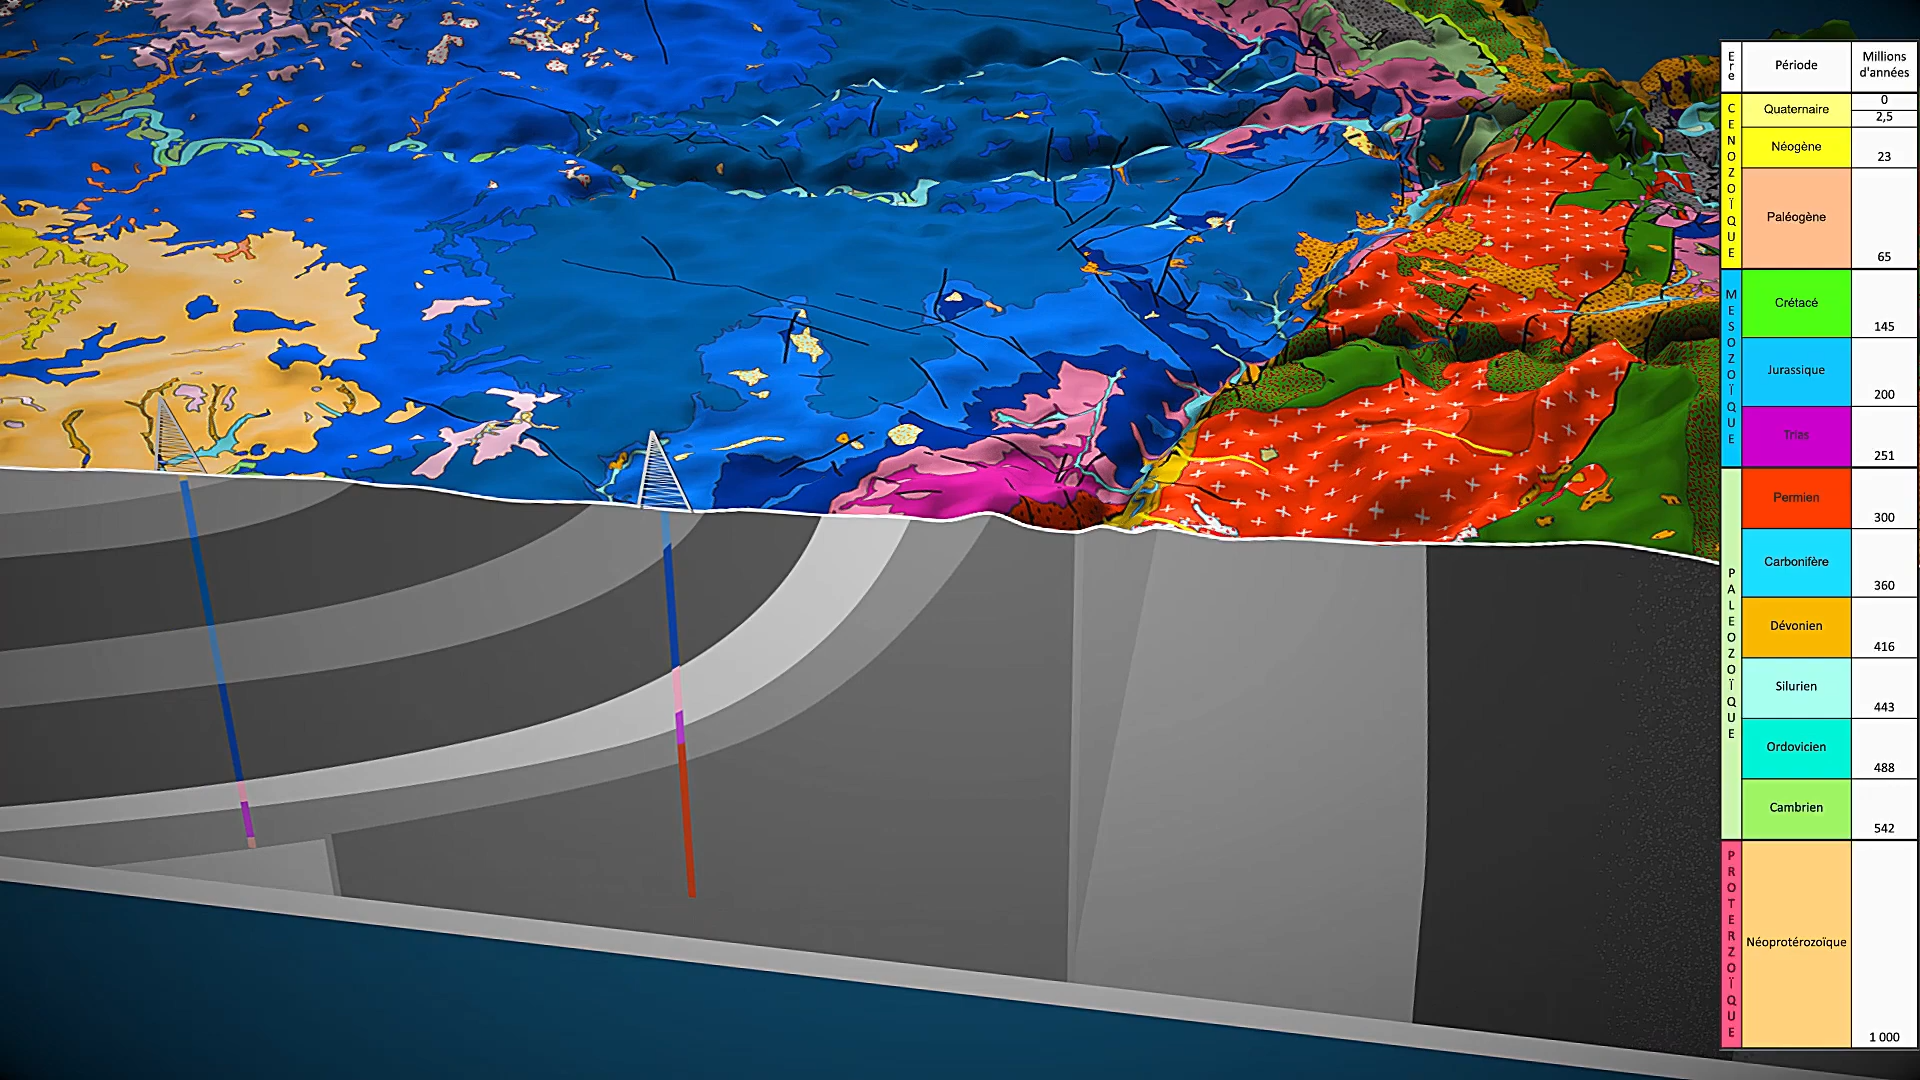 Ere
Période
Millions
d'années
CENOZOÏQUE
Quaternaire
0
2,5
Néogène
23
Paléogène
65
MESOZOÏQUE
Crétacé
145
Jurassique
200
Trias
251
PALEOZOÏQUE
Permien
300
Carbonifère
360
Dévonien
416
Silurien
443
Ordovicien
488
Cambrien
542
PROTERZOÏQUE
Néoprotérozoïque
1 000